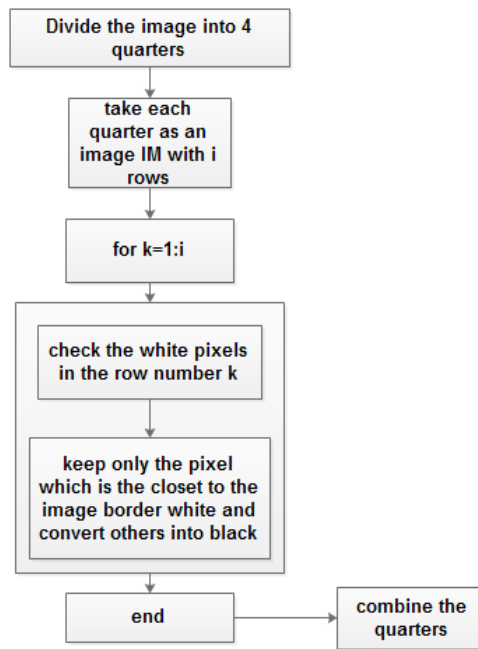 Divide the image into 4
quarters
take each
quarter as an
image IM with i
rows
for k=1:i
check the white pixels
in the row number k
keep only the pixel
which is the closet to the
image border white and
convert others into black
end
combine the
quarters